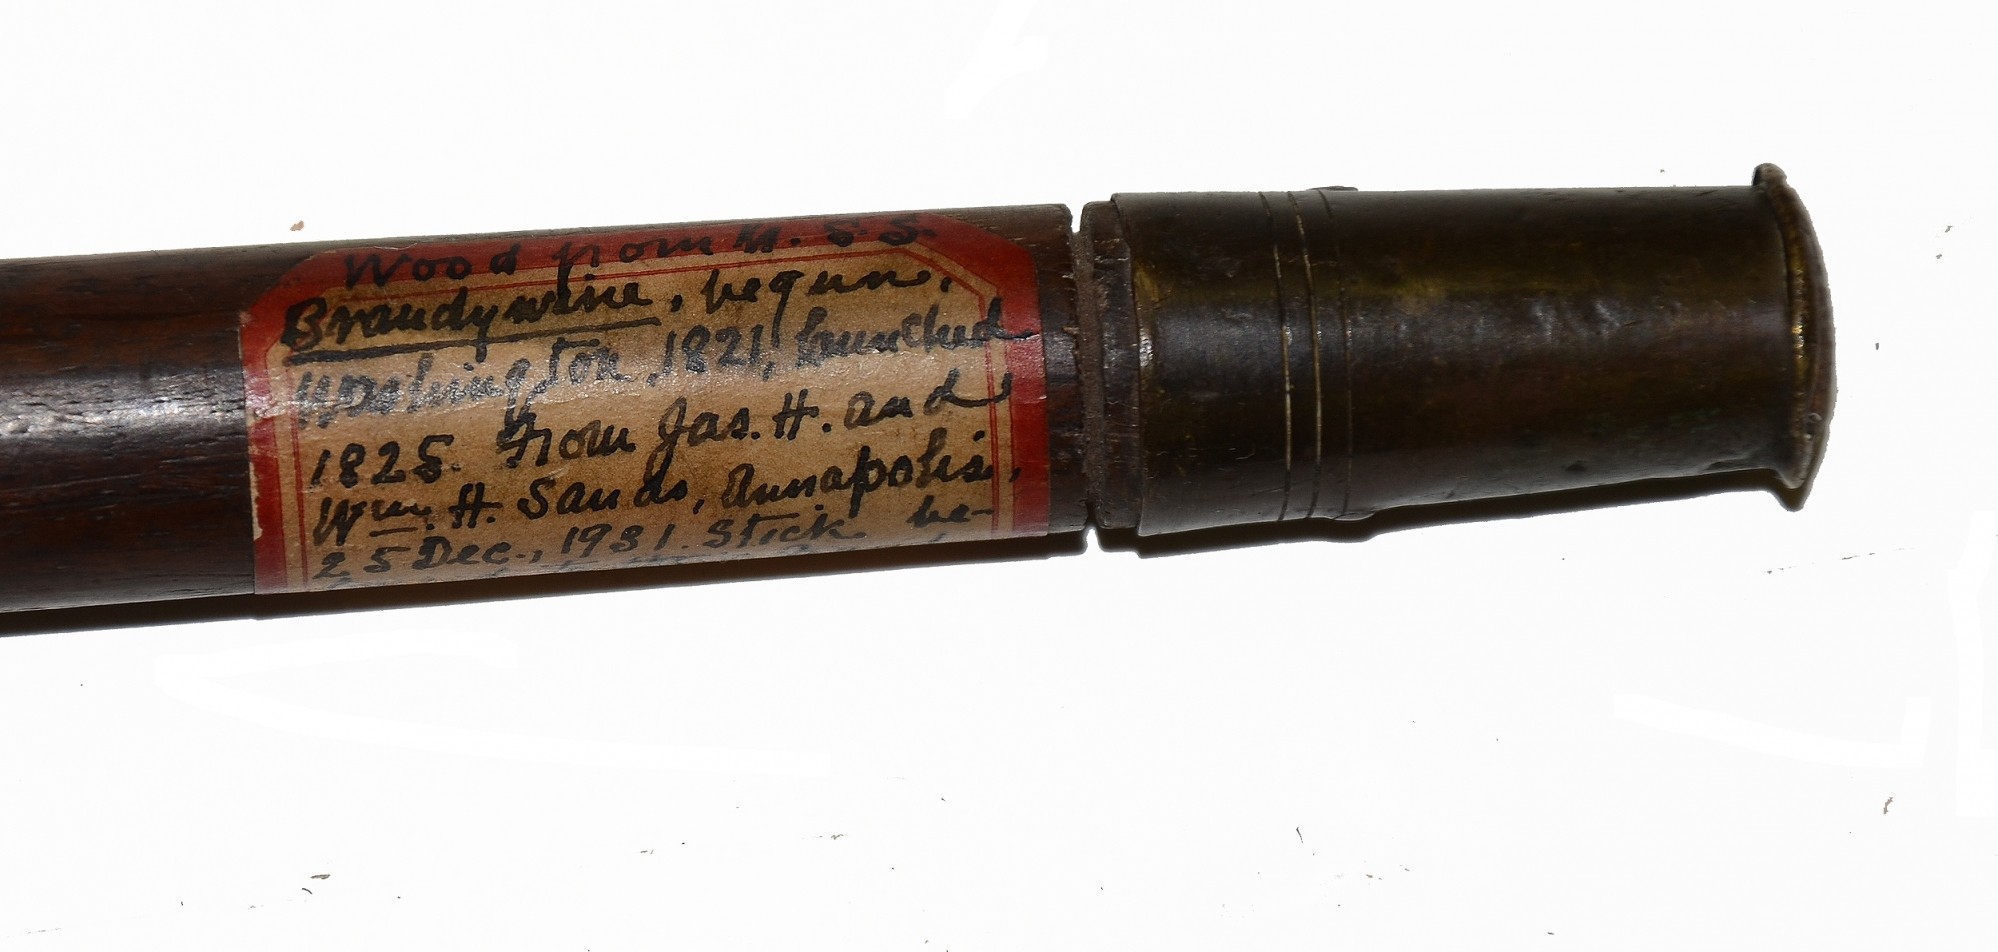 Wood from U.S.S.
Brandywine, begun,
Washington, 1821, launched
1825. From Jas. H. and
Wm. H. Sands, Annapolis,
25 Dec., 1931. Stick be-